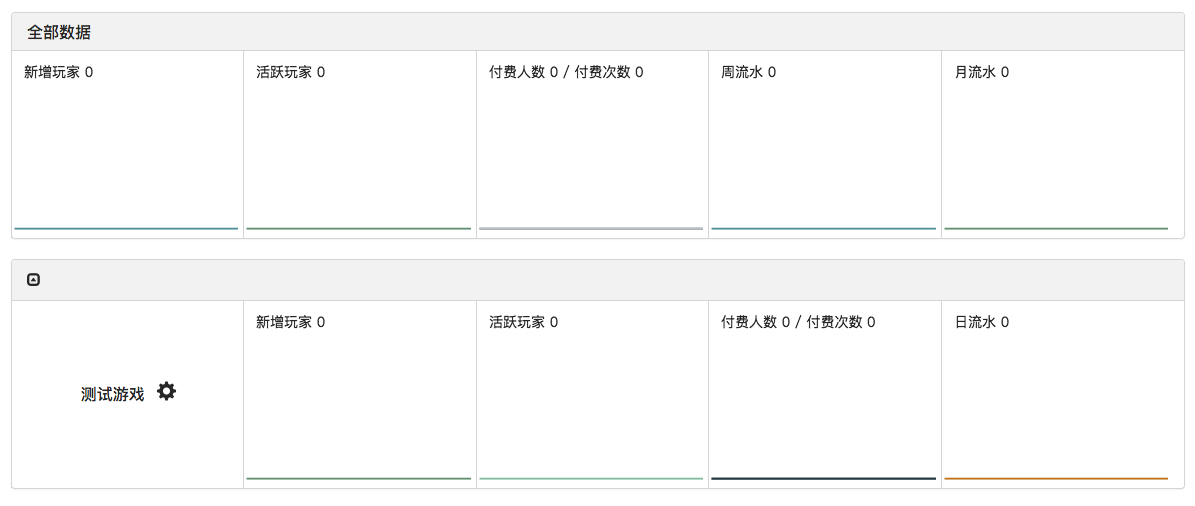 全部数据
新增玩家 0
活跃玩家 0
付费人数 0 / 付费次数 0
周流水 0
月流水 0
测试游戏
新增玩家 0
活跃玩家 0
付费人数 0 / 付费次数 0
日流水 0